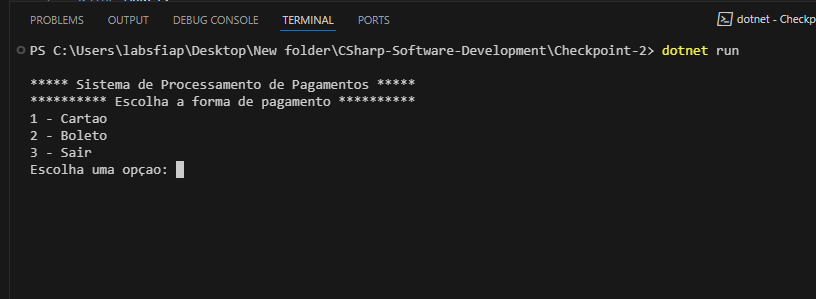 PROBLEMS OUTPUT DEBUG CONSOLE TERMINAL PORTS dotnet - Checkp
PS C:\Users\labsfiap\Desktop\New folder\CSharp-Software-Development\Checkpoint-2> dotnet run
***** Sistema de Processamento de Pagamentos *****
********** Escolha a forma de pagamento **********
1 - Cartao
2 - Boleto
3 - Sair
Escolha uma opçao: